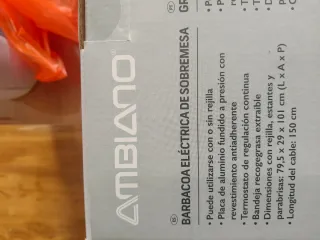 AMBIANO
BARBACOA ELÉCTRICA DE SOBREMESA
• Puede utilizarse con o sin rejilla
• Placa de aluminio fundido a presión con
revestimiento antiadherente
• Termostato de regulación continua
• Bandeja recogegrasa extraíble
• Dimensiones con rejilla, estantes y
parabrisas: 79,5 x 29 x 101 cm (L x A x P)
• Longitud del cable: 150 cm